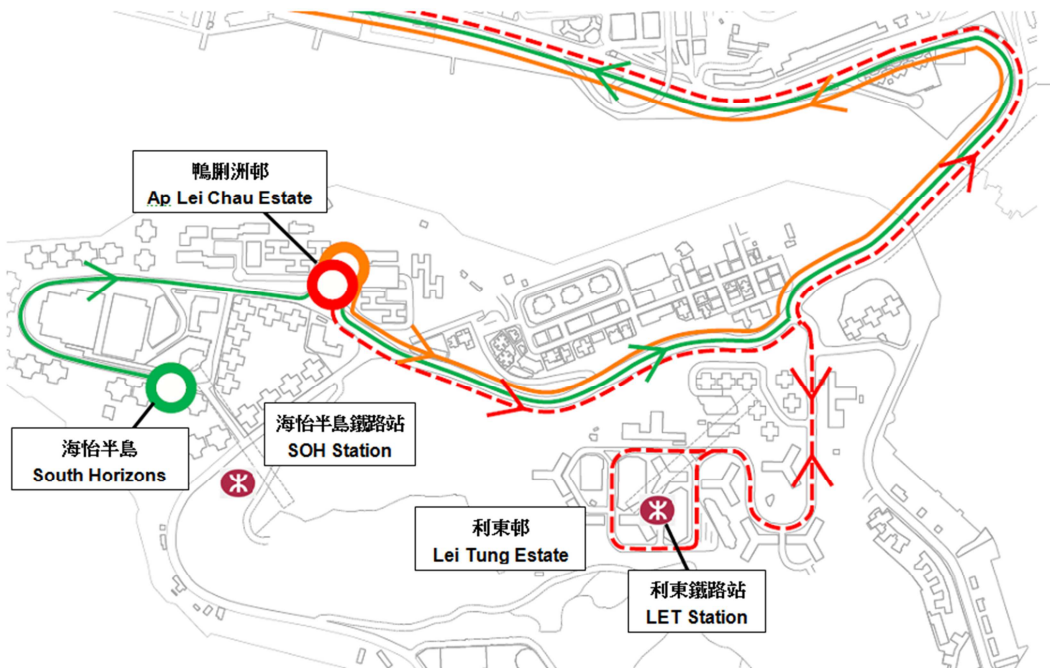 鴨脷洲邨
Ap Lei Chau Estate
海怡半島
South Horizons
海怡半島鐵路站
SOH Station
利東邨
Lei Tung Estate
利東鐵路站
LET Station